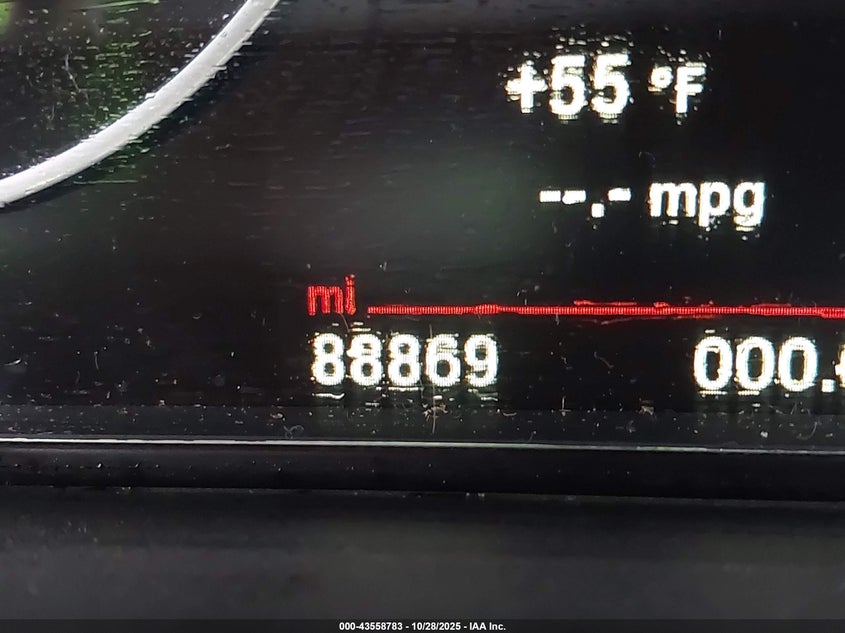 +55 °F
--.- mpg
mi
88869 000.
000-43558783 - 10/28/2025 - IAA Inc.